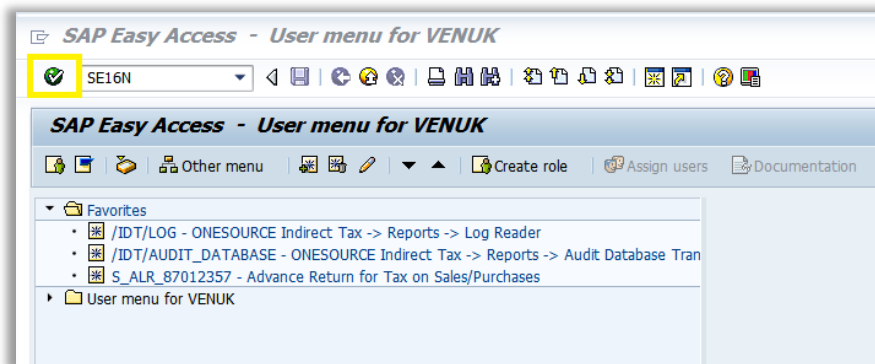 SAP Easy Access - User menu for VENUK
SE16N
SAP Easy Access - User menu for VENUK
Other menu Create role Assign users Documentation
Favorites
/IDT/LOG - ONESOURCE Indirect Tax -> Reports -> Log Reader
/IDT/AUDIT_DATABASE - ONESOURCE Indirect Tax -> Reports -> Audit Database Tran
S_ALR_87012357 - Advance Return for Tax on Sales/Purchases
User menu for VENUK